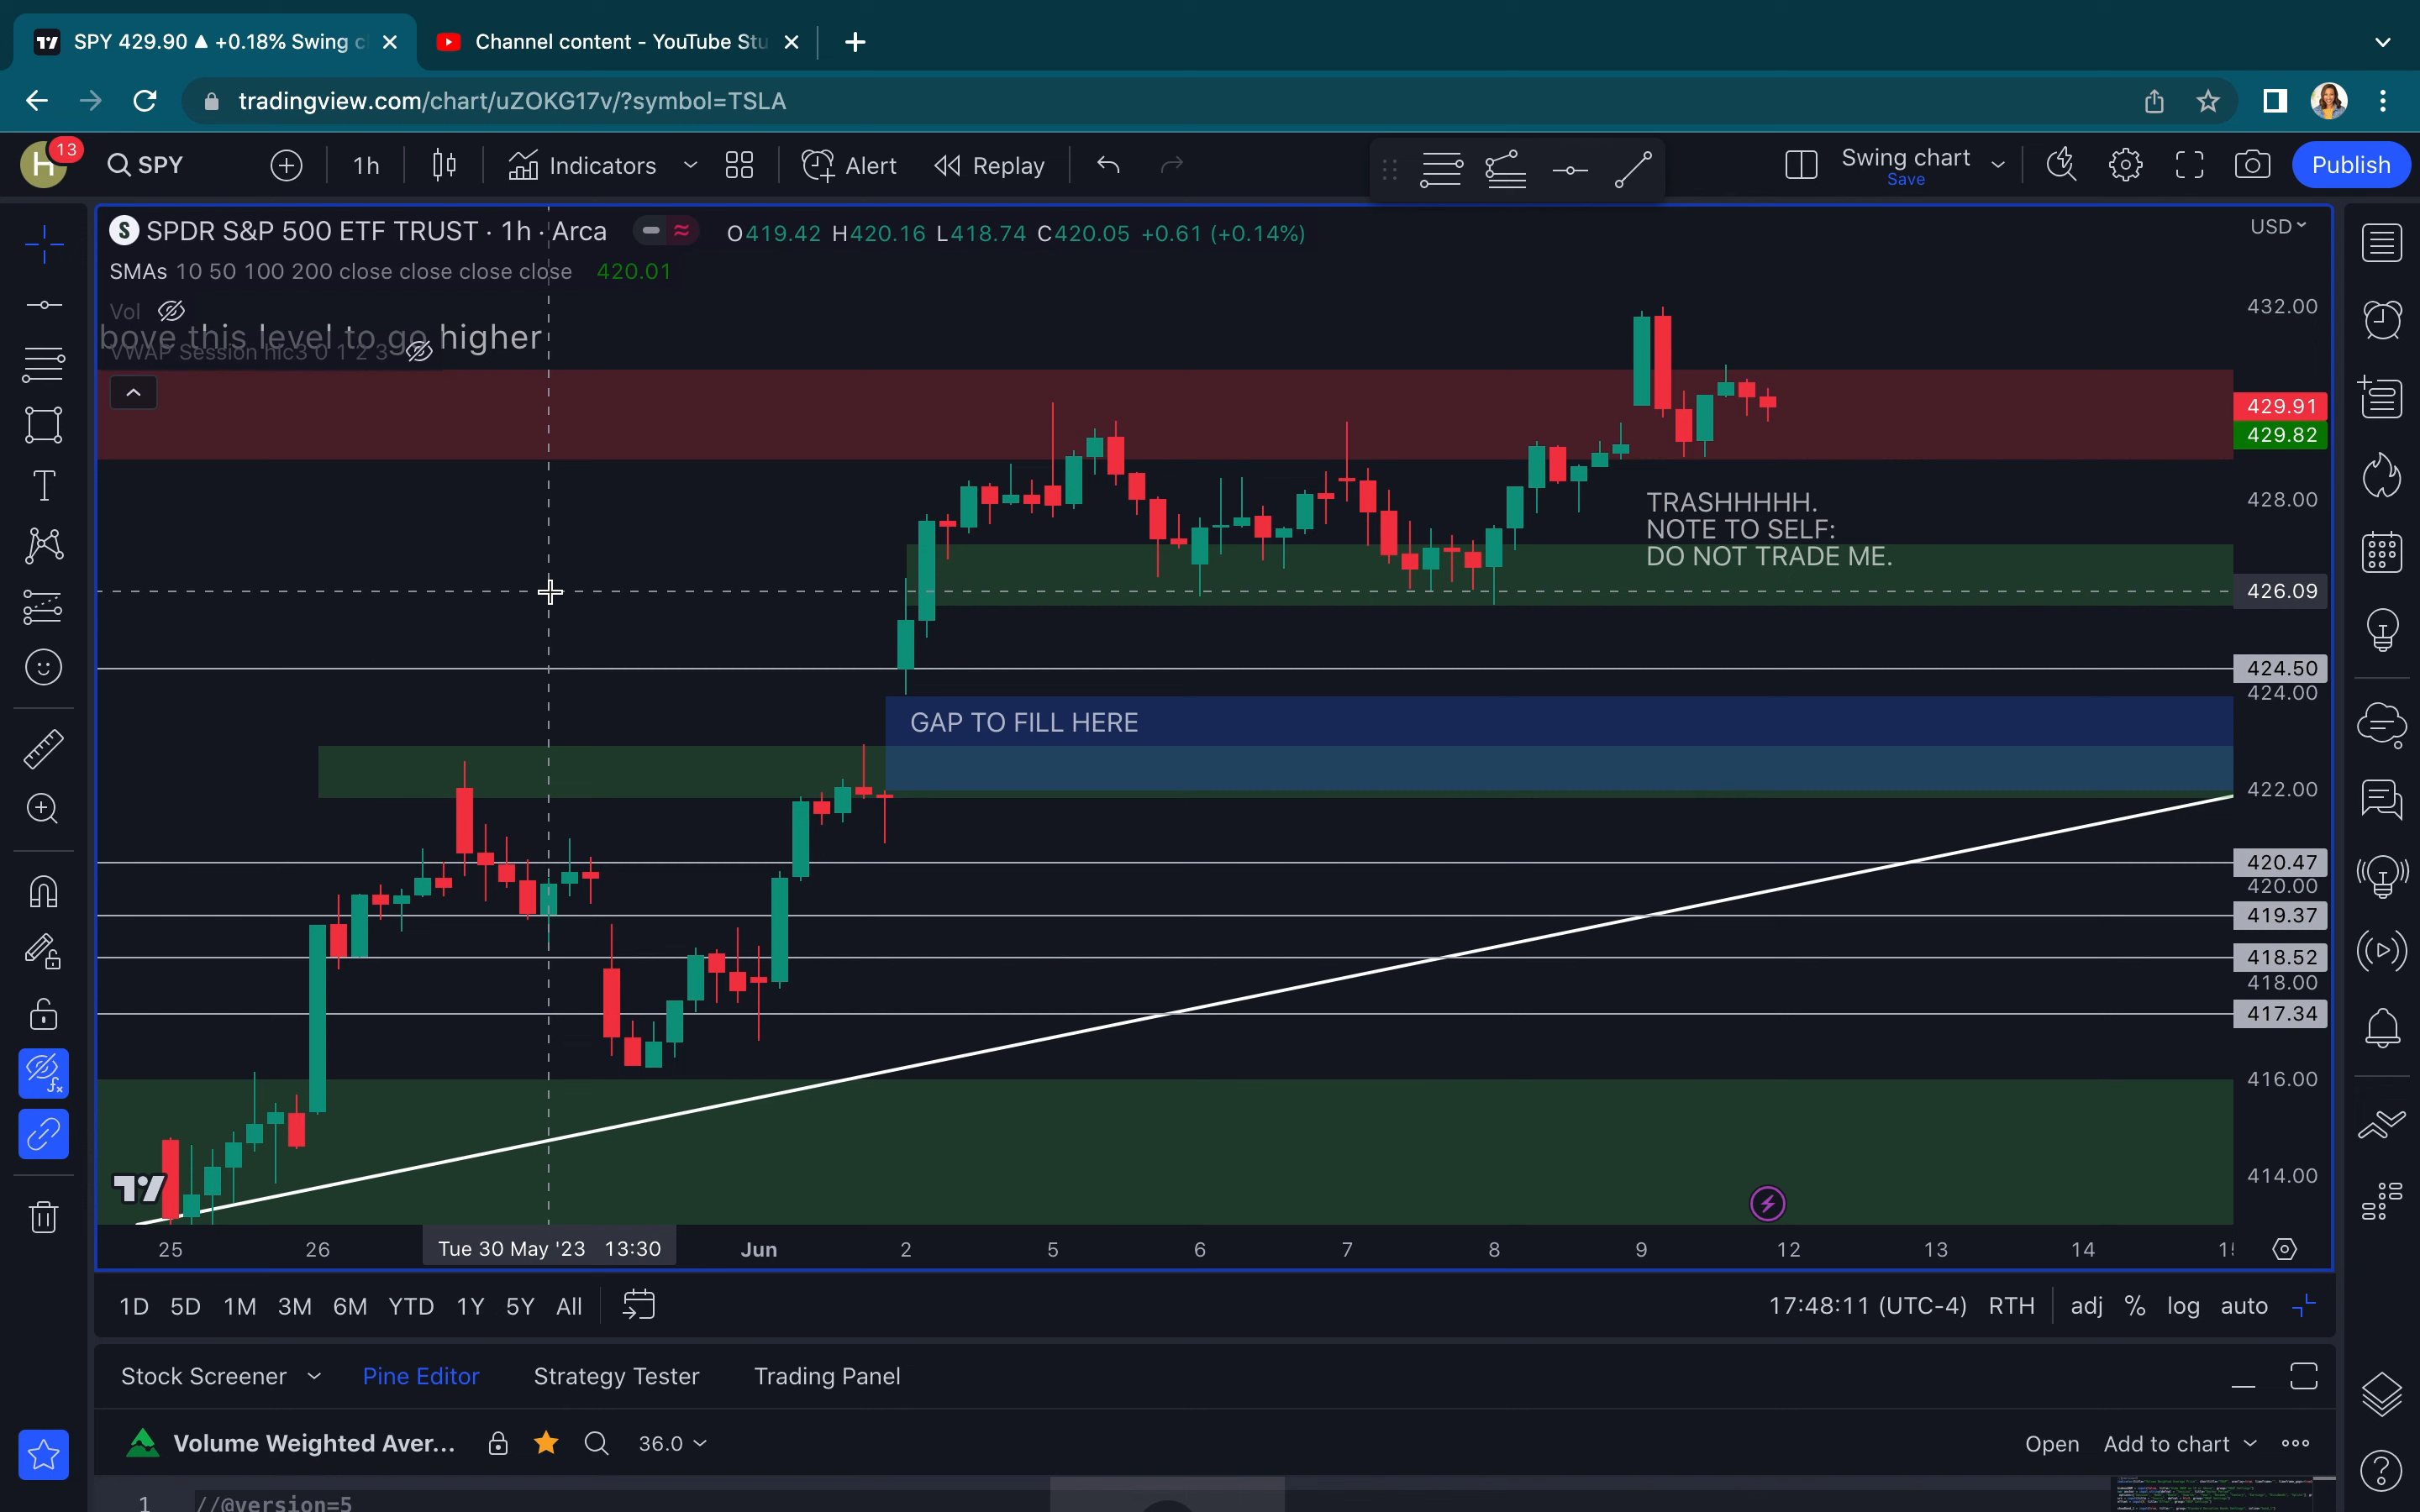 SPY 429.90 ▲ +0.18% Swing c
Channel content - YouTube Stu
tradingview.com/chart/uZOKG17v/?symbol=TSLA
H 13 SPY 1h Indicators Alert Replay Swing chart Publish
Save
SPDR S&P 500 ETF TRUST · 1h · Arca O419.42 H420.16 L418.74 C420.05 +0.61 (+0.14%) USD
SMAs 10 50 100 200 close close close close 420.01
Vol
bove this level to go higher
VWAP Session hlc3 0 1 2 3
432.00
429.91
429.82
428.00
TRASHHHHH.
NOTE TO SELF:
DO NOT TRADE ME.
426.09
424.50
424.00
GAP TO FILL HERE
422.00
420.47
420.00
419.37
418.52
418.00
417.34
416.00
414.00
25 26 Tue 30 May '23 13:30 Jun 2 5 6 7 8 9 12 13 14
1D 5D 1M 3M 6M YTD 1Y 5Y All 17:48:11 (UTC-4) RTH adj % log auto
Stock Screener Pine Editor Strategy Tester Trading Panel
Volume Weighted Aver... 36.0 Open Add to chart
1 //@version=5